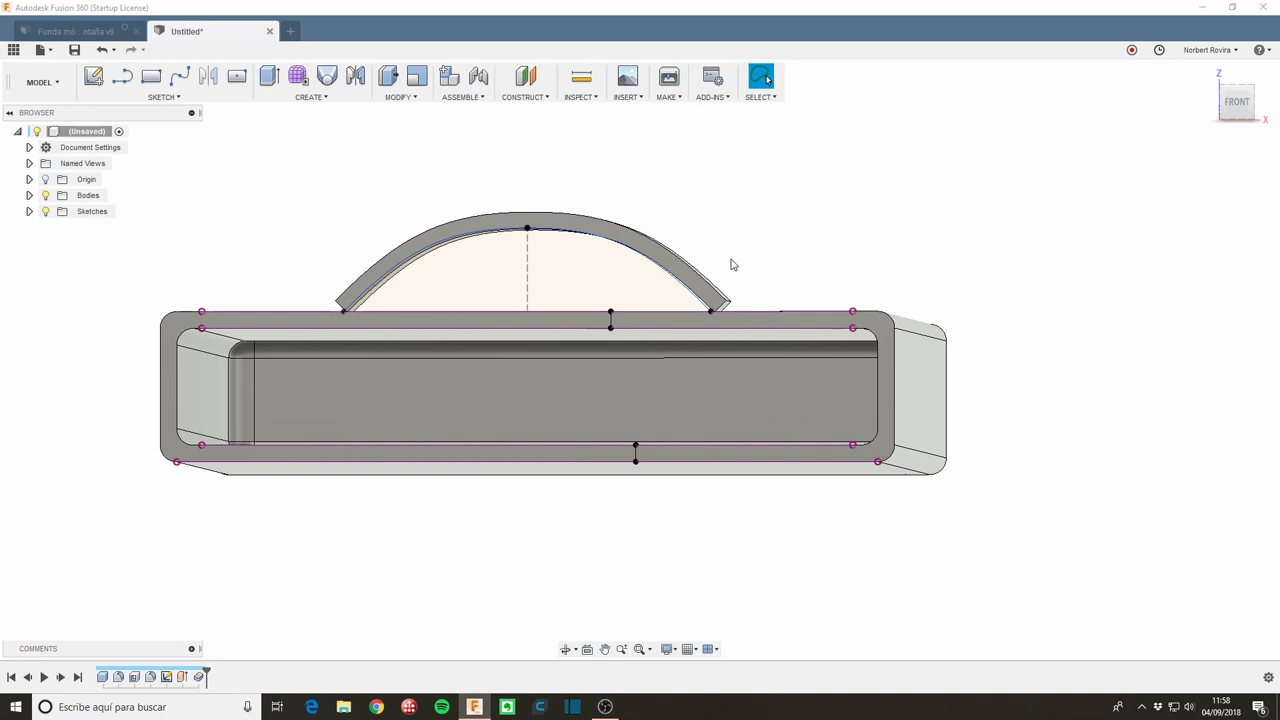 Autodesk Fusion 360 (Startup License)
Funda mó...ntaña v6
Untitled*
Norbert Rovira
MODEL
SKETCH
CREATE
MODIFY
ASSEMBLE
CONSTRUCT
INSPECT
INSERT
MAKE
ADD-INS
SELECT
Z
FRONT
X
BROWSER
(Unsaved)
Document Settings
Named Views
Origin
Bodies
Sketches
COMMENTS
Escribe aquí para buscar
11:58
04/09/2018
6